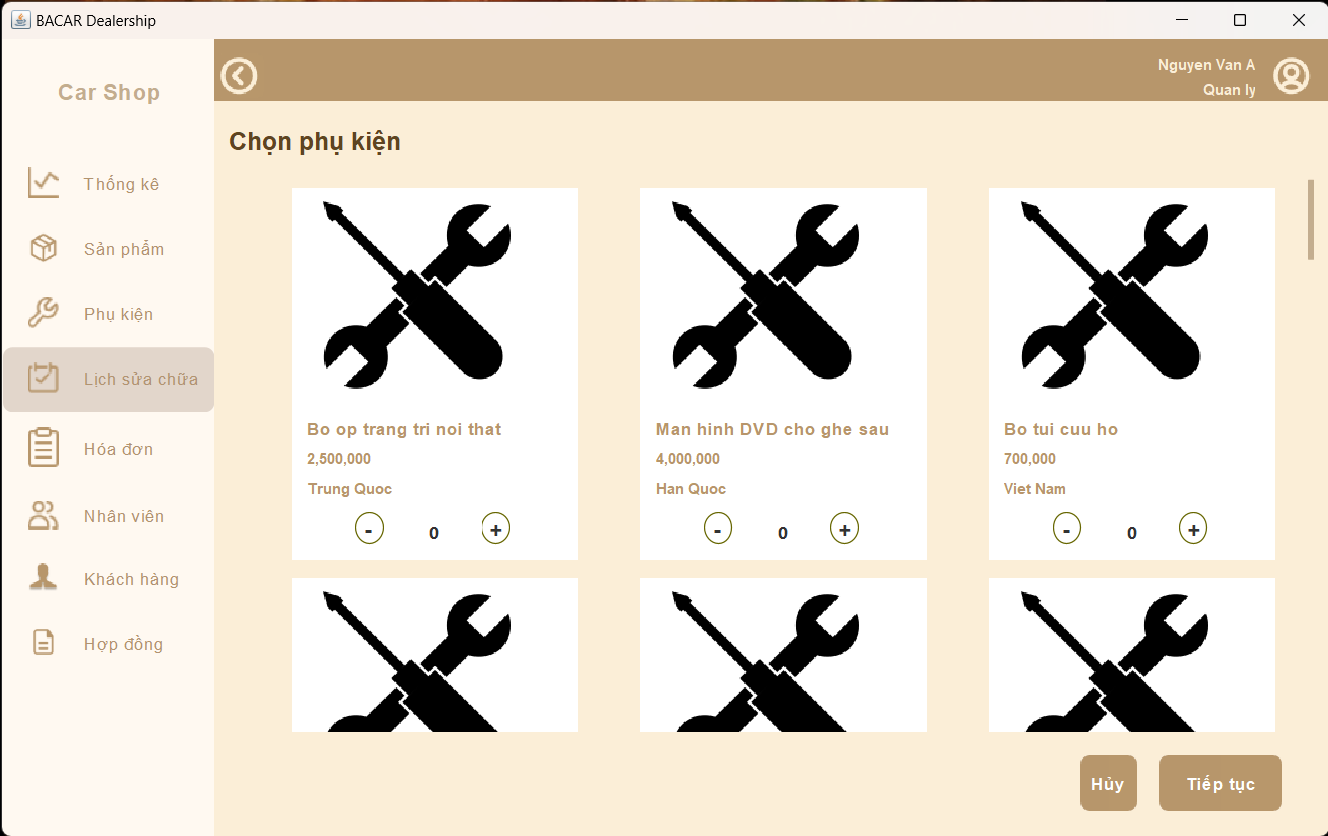 BACAR Dealership
Car Shop
Nguyen Van A
Quan ly
Chọn phụ kiện
Thống kê
Sản phẩm
Phụ kiện
Lịch sửa chữa
Hóa đơn
Nhân viên
Khách hàng
Hợp đồng
Bo op trang tri noi that
2,500,000
Trung Quoc
- 0 +
Man hinh DVD cho ghe sau
4,000,000
Han Quoc
- 0 +
Bo tui cuu ho
700,000
Viet Nam
- 0 +
Hủy
Tiếp tục